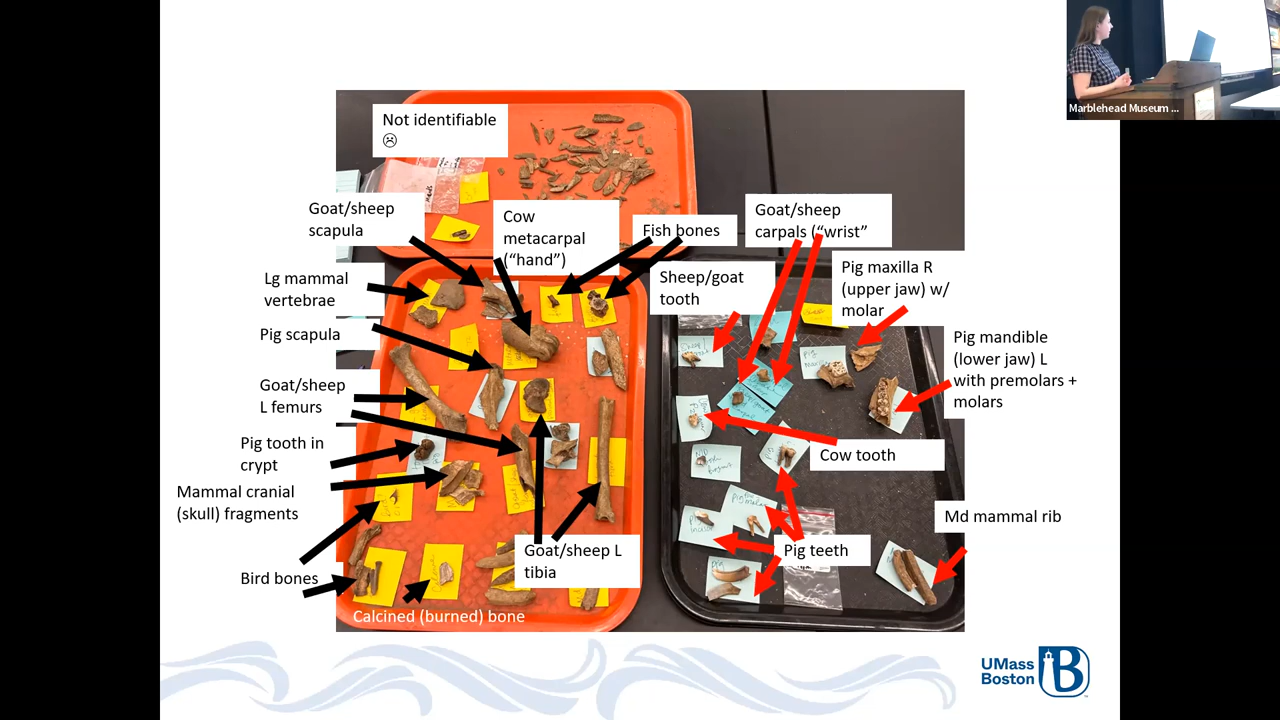 Marblehead Museum ...
Not identifiable
☹
Goat/sheep
scapula
Cow
metacarpal
("hand")
Fish bones
Goat/sheep
carpals ("wrist"
Lg mammal
vertebrae
Sheep/goat
tooth
Pig maxilla R
(upper jaw) w/
molar
Pig scapula
Pig mandible
(lower jaw) L
with premolars +
molars
Goat/sheep
L femurs
Pig tooth in
crypt
Cow tooth
Mammal cranial
(skull) fragments
Md mammal rib
Goat/sheep L
tibia
Pig teeth
Bird bones
Calcined (burned) bone
UMass
Boston
B